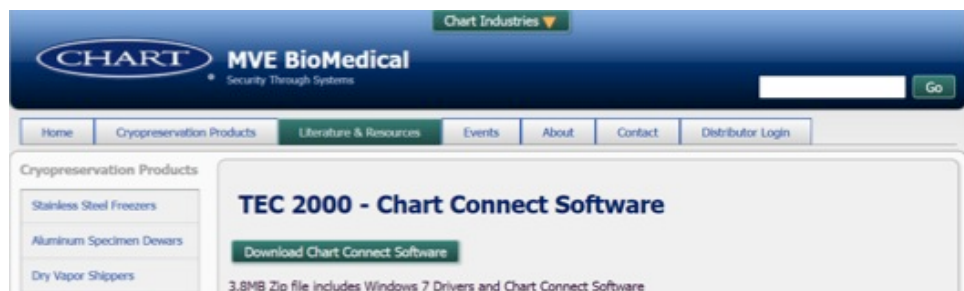 Chart Industries
CHART
MVE BioMedical
Security Through Systems
Go
Home Cryopreservation Products Literature & Resources Events About Contact Distributor Login
Cryopreservation Products
Stainless Steel Freezers
Aluminum Specimen Dewars
Dry Vapor Shippers
TEC 2000 - Chart Connect Software
Download Chart Connect Software
3.8MB Zip file includes Windows 7 Drivers and Chart Connect Software